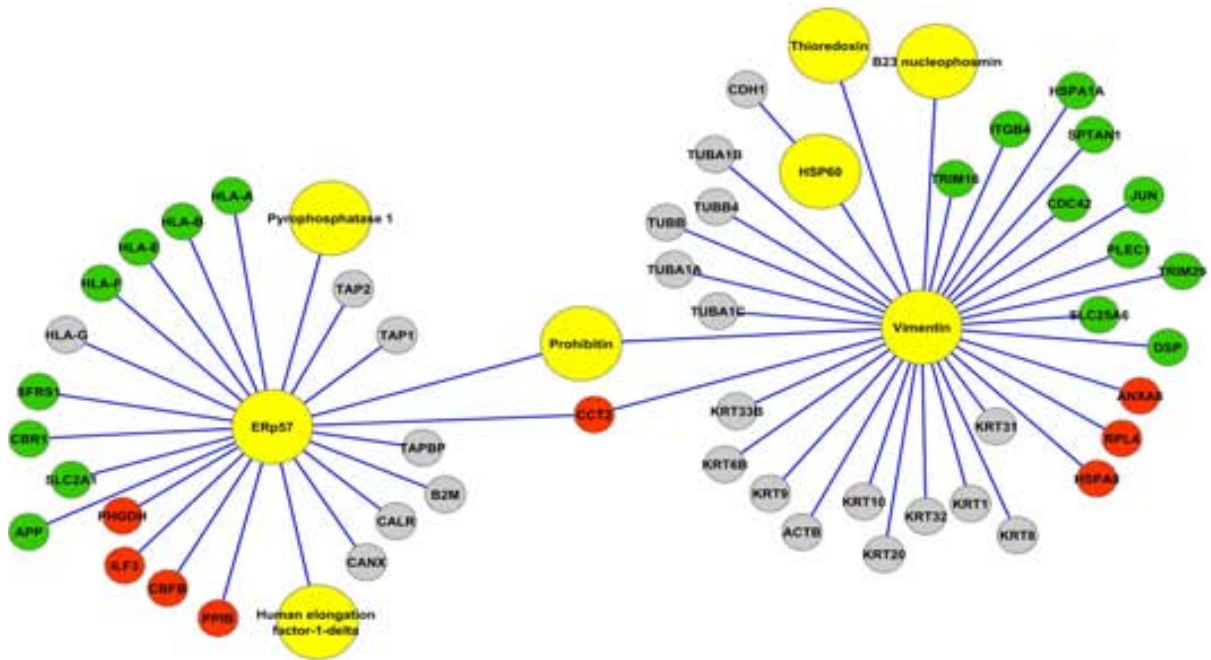 Thioredoxin
B23 nucleophosmin
CDH1
HSPA1A
ITGB4
SPTAN1
TUBA1B
HSP60
TRIM16
HLA-A
JUN
CDC42
TUBB4
Pyrophosphatase 1
HLA-B
TUBB
HLA-E
PLEC1
TUBA1A
TRIM29
HLA-F
TAP2
TUBA1C
SLC25A6
Vimentin
HLA-G
TAP1
Prohibitin
DSP
SFRS1
ANXA8
CCT2
KRT33B
ERp57
KRT31
CBR1
RPL4
TAPBP
KRT6B
SLC2A1
HSPA8
B2M
KRT9
KRT10
KRT1
PHGDH
CALR
KRT32
APP
ACTB
KRT8
KRT20
ILF3
CANX
CBFB
PPIB
Human elongation
factor-1-delta